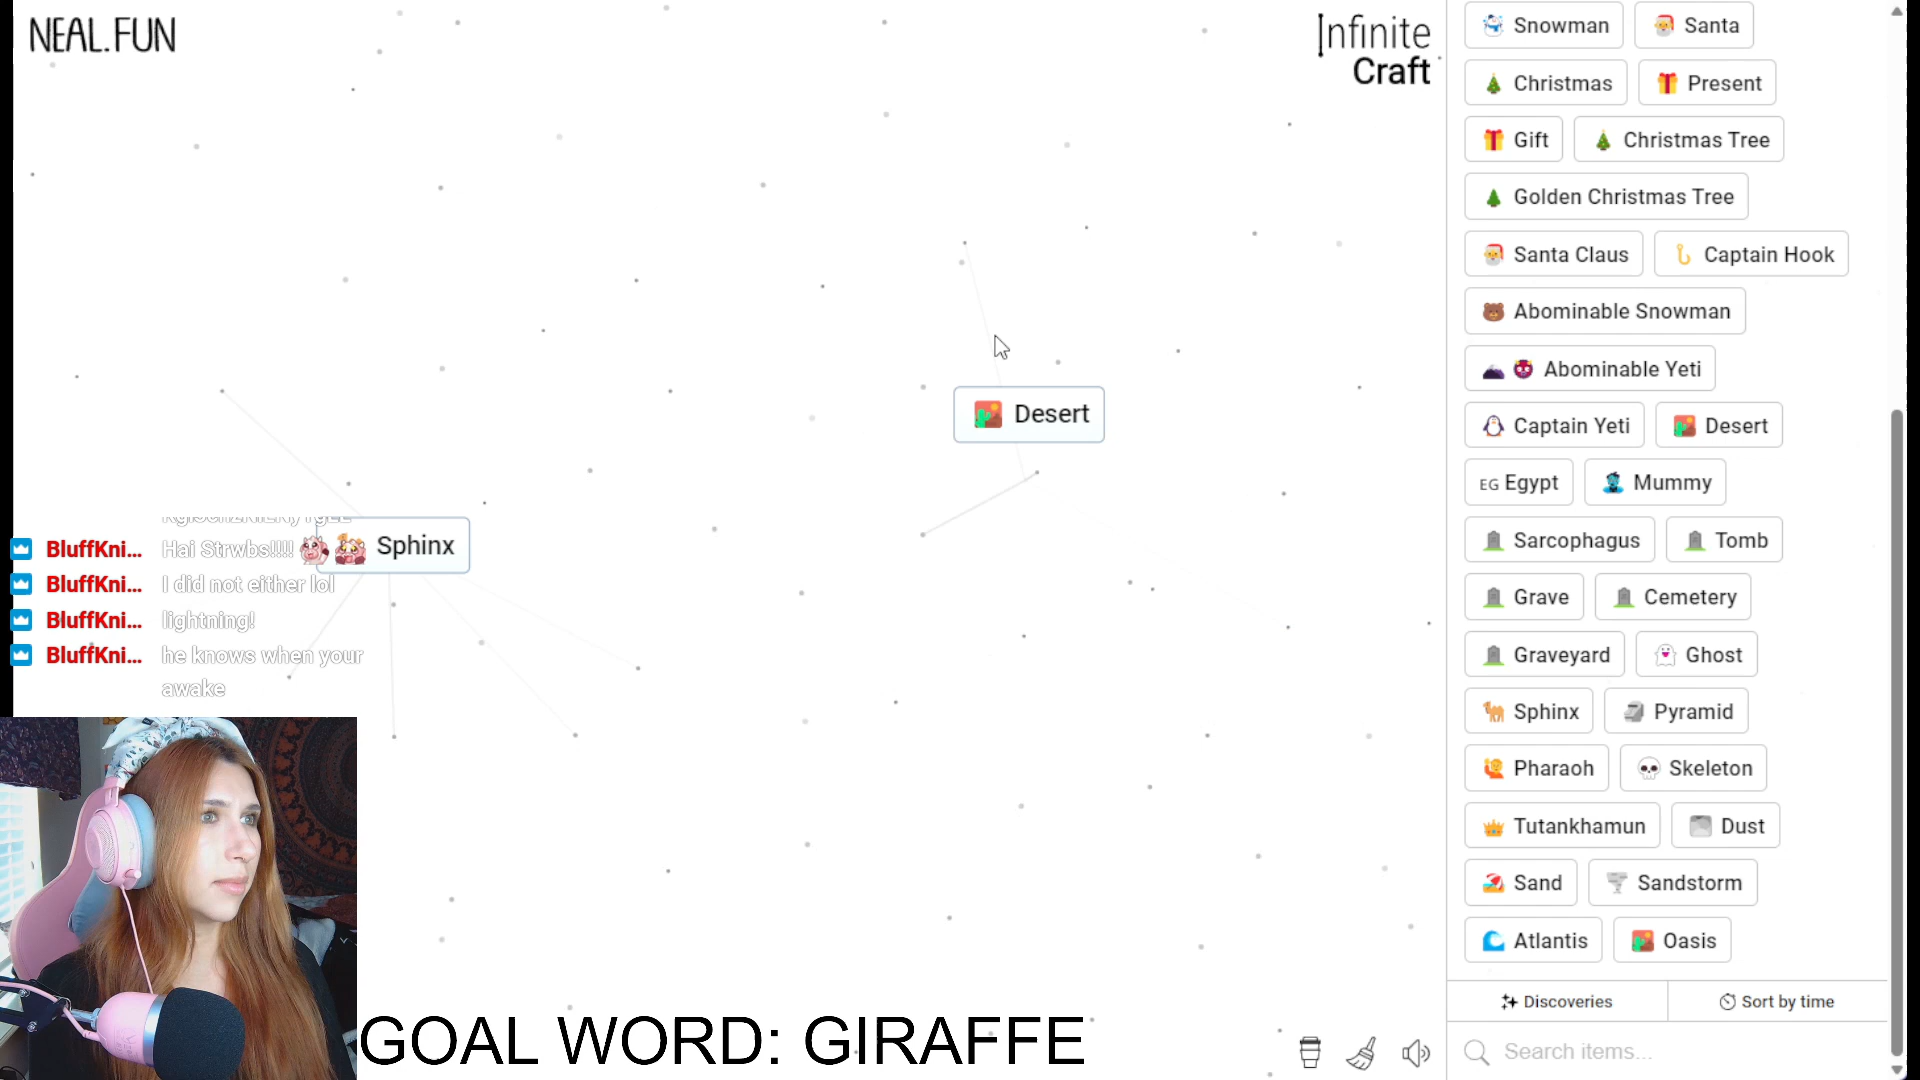 NEAL.FUN
Infinite
Craft
Desert
Sphinx
BluffKni... Hai Strwbs!!!!
BluffKni... I did not either lol
BluffKni... lightning!
BluffKni... he knows when your
awake
GOAL WORD: GIRAFFE
Snowman Santa
Christmas Present
Gift Christmas Tree
Golden Christmas Tree
Santa Claus Captain Hook
Abominable Snowman
Abominable Yeti
Captain Yeti Desert
EG Egypt Mummy
Sarcophagus Tomb
Grave Cemetery
Graveyard Ghost
Sphinx Pyramid
Pharaoh Skeleton
Tutankhamun Dust
Sand Sandstorm
Atlantis Oasis
Discoveries Sort by time
Search items...